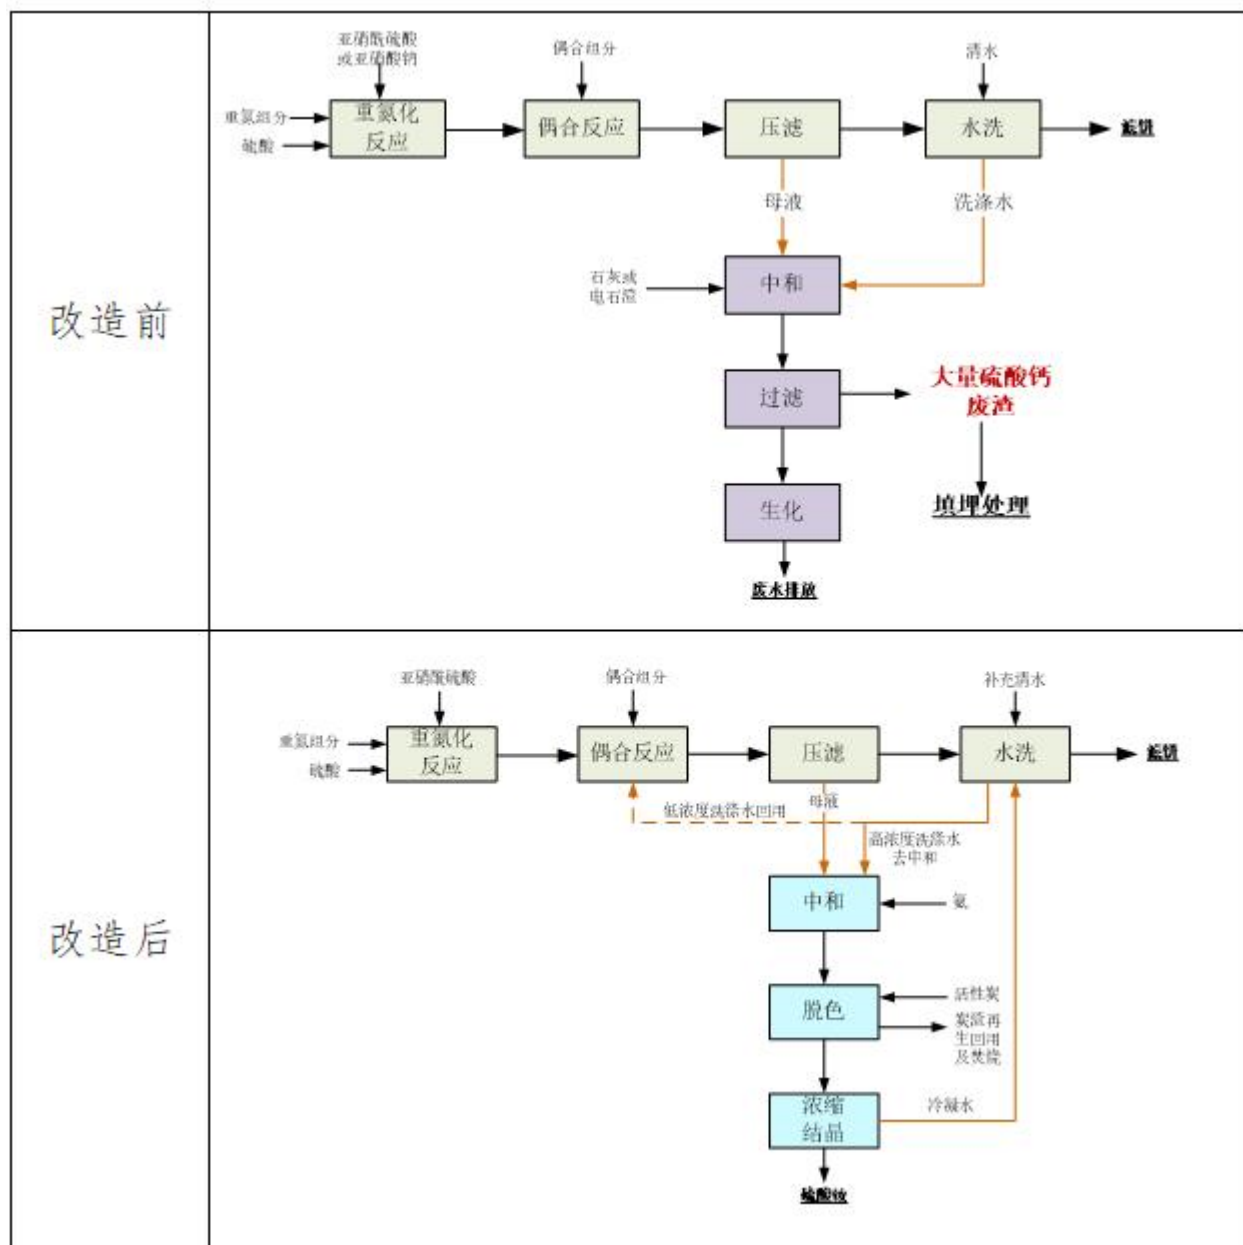 改造前
亚硝酰硫酸
或亚硝酸钠
偶合组分
清水
重氮组分
硫酸
重氮化
反应
偶合反应
压滤
水洗
滤饼
母液
洗涤水
石灰或
电石渣
中和
过滤
大量硫酸钙
废渣
生化
填埋处理
废水排放
改造后
亚硝酰硫酸
偶合组分
补充清水
重氮组分
硫酸
重氮化
反应
偶合反应
压滤
水洗
滤饼
低浓度洗涤水回用
母液
高浓度洗涤水
去中和
中和
氨
脱色
活性炭
炭渣再
生回用
及焚烧
浓缩
结晶
冷凝水
硫酸铵